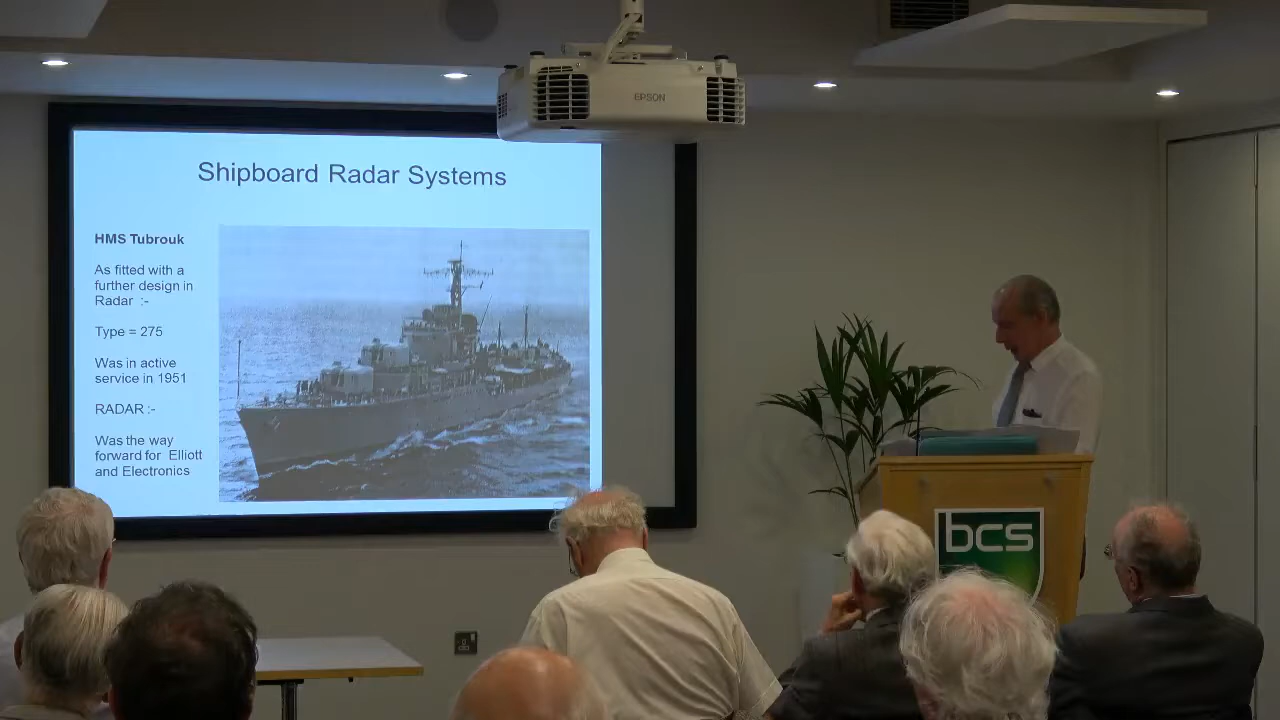 EPSON
Shipboard Radar Systems
HMS Tubrouk
As fitted with a
further design in
Radar :-
Type = 275
Was in active
service in 1951
RADAR :-
Was the way
forward for Elliott
and Electronics
bcs